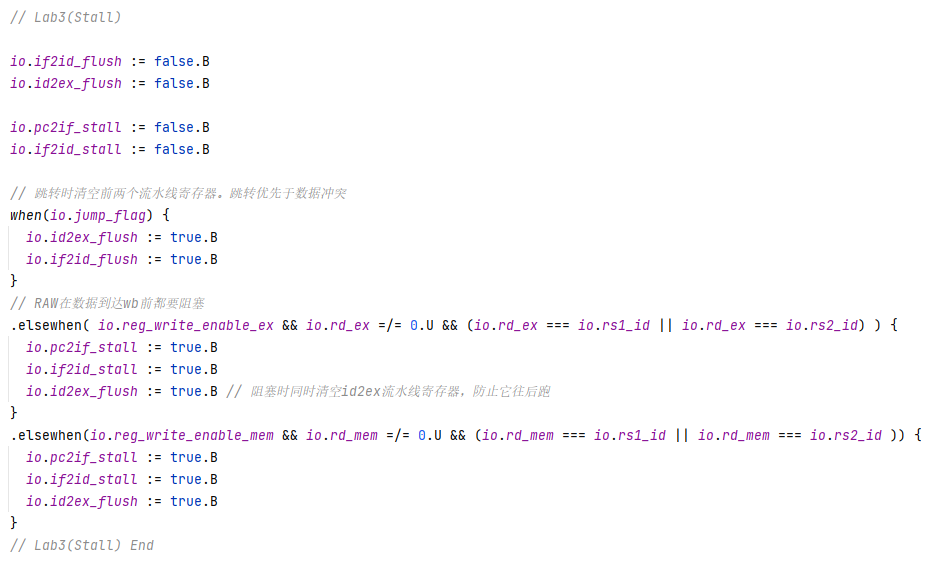 // Lab3(Stall)
io.if2id_flush := false.B
io.id2ex_flush := false.B
io.pc2if_stall := false.B
io.if2id_stall := false.B
// 跳转时清空前两个流水线寄存器。跳转优先于数据冲突
when(io.jump_flag) {
io.id2ex_flush := true.B
io.if2id_flush := true.B
}
// RAW在数据到达wb前都要阻塞
.elsewhen( io.reg_write_enable_ex && io.rd_ex =/= 0.U && (io.rd_ex === io.rs1_id || io.rd_ex === io.rs2_id) ) {
io.pc2if_stall := true.B
io.if2id_stall := true.B
io.id2ex_flush := true.B // 阻塞时同时清空id2ex流水线寄存器，防止它往后跑
}
.elsewhen(io.reg_write_enable_mem && io.rd_mem =/= 0.U && (io.rd_mem === io.rs1_id || io.rd_mem === io.rs2_id )) {
io.pc2if_stall := true.B
io.if2id_stall := true.B
io.id2ex_flush := true.B
}
// Lab3(Stall) End